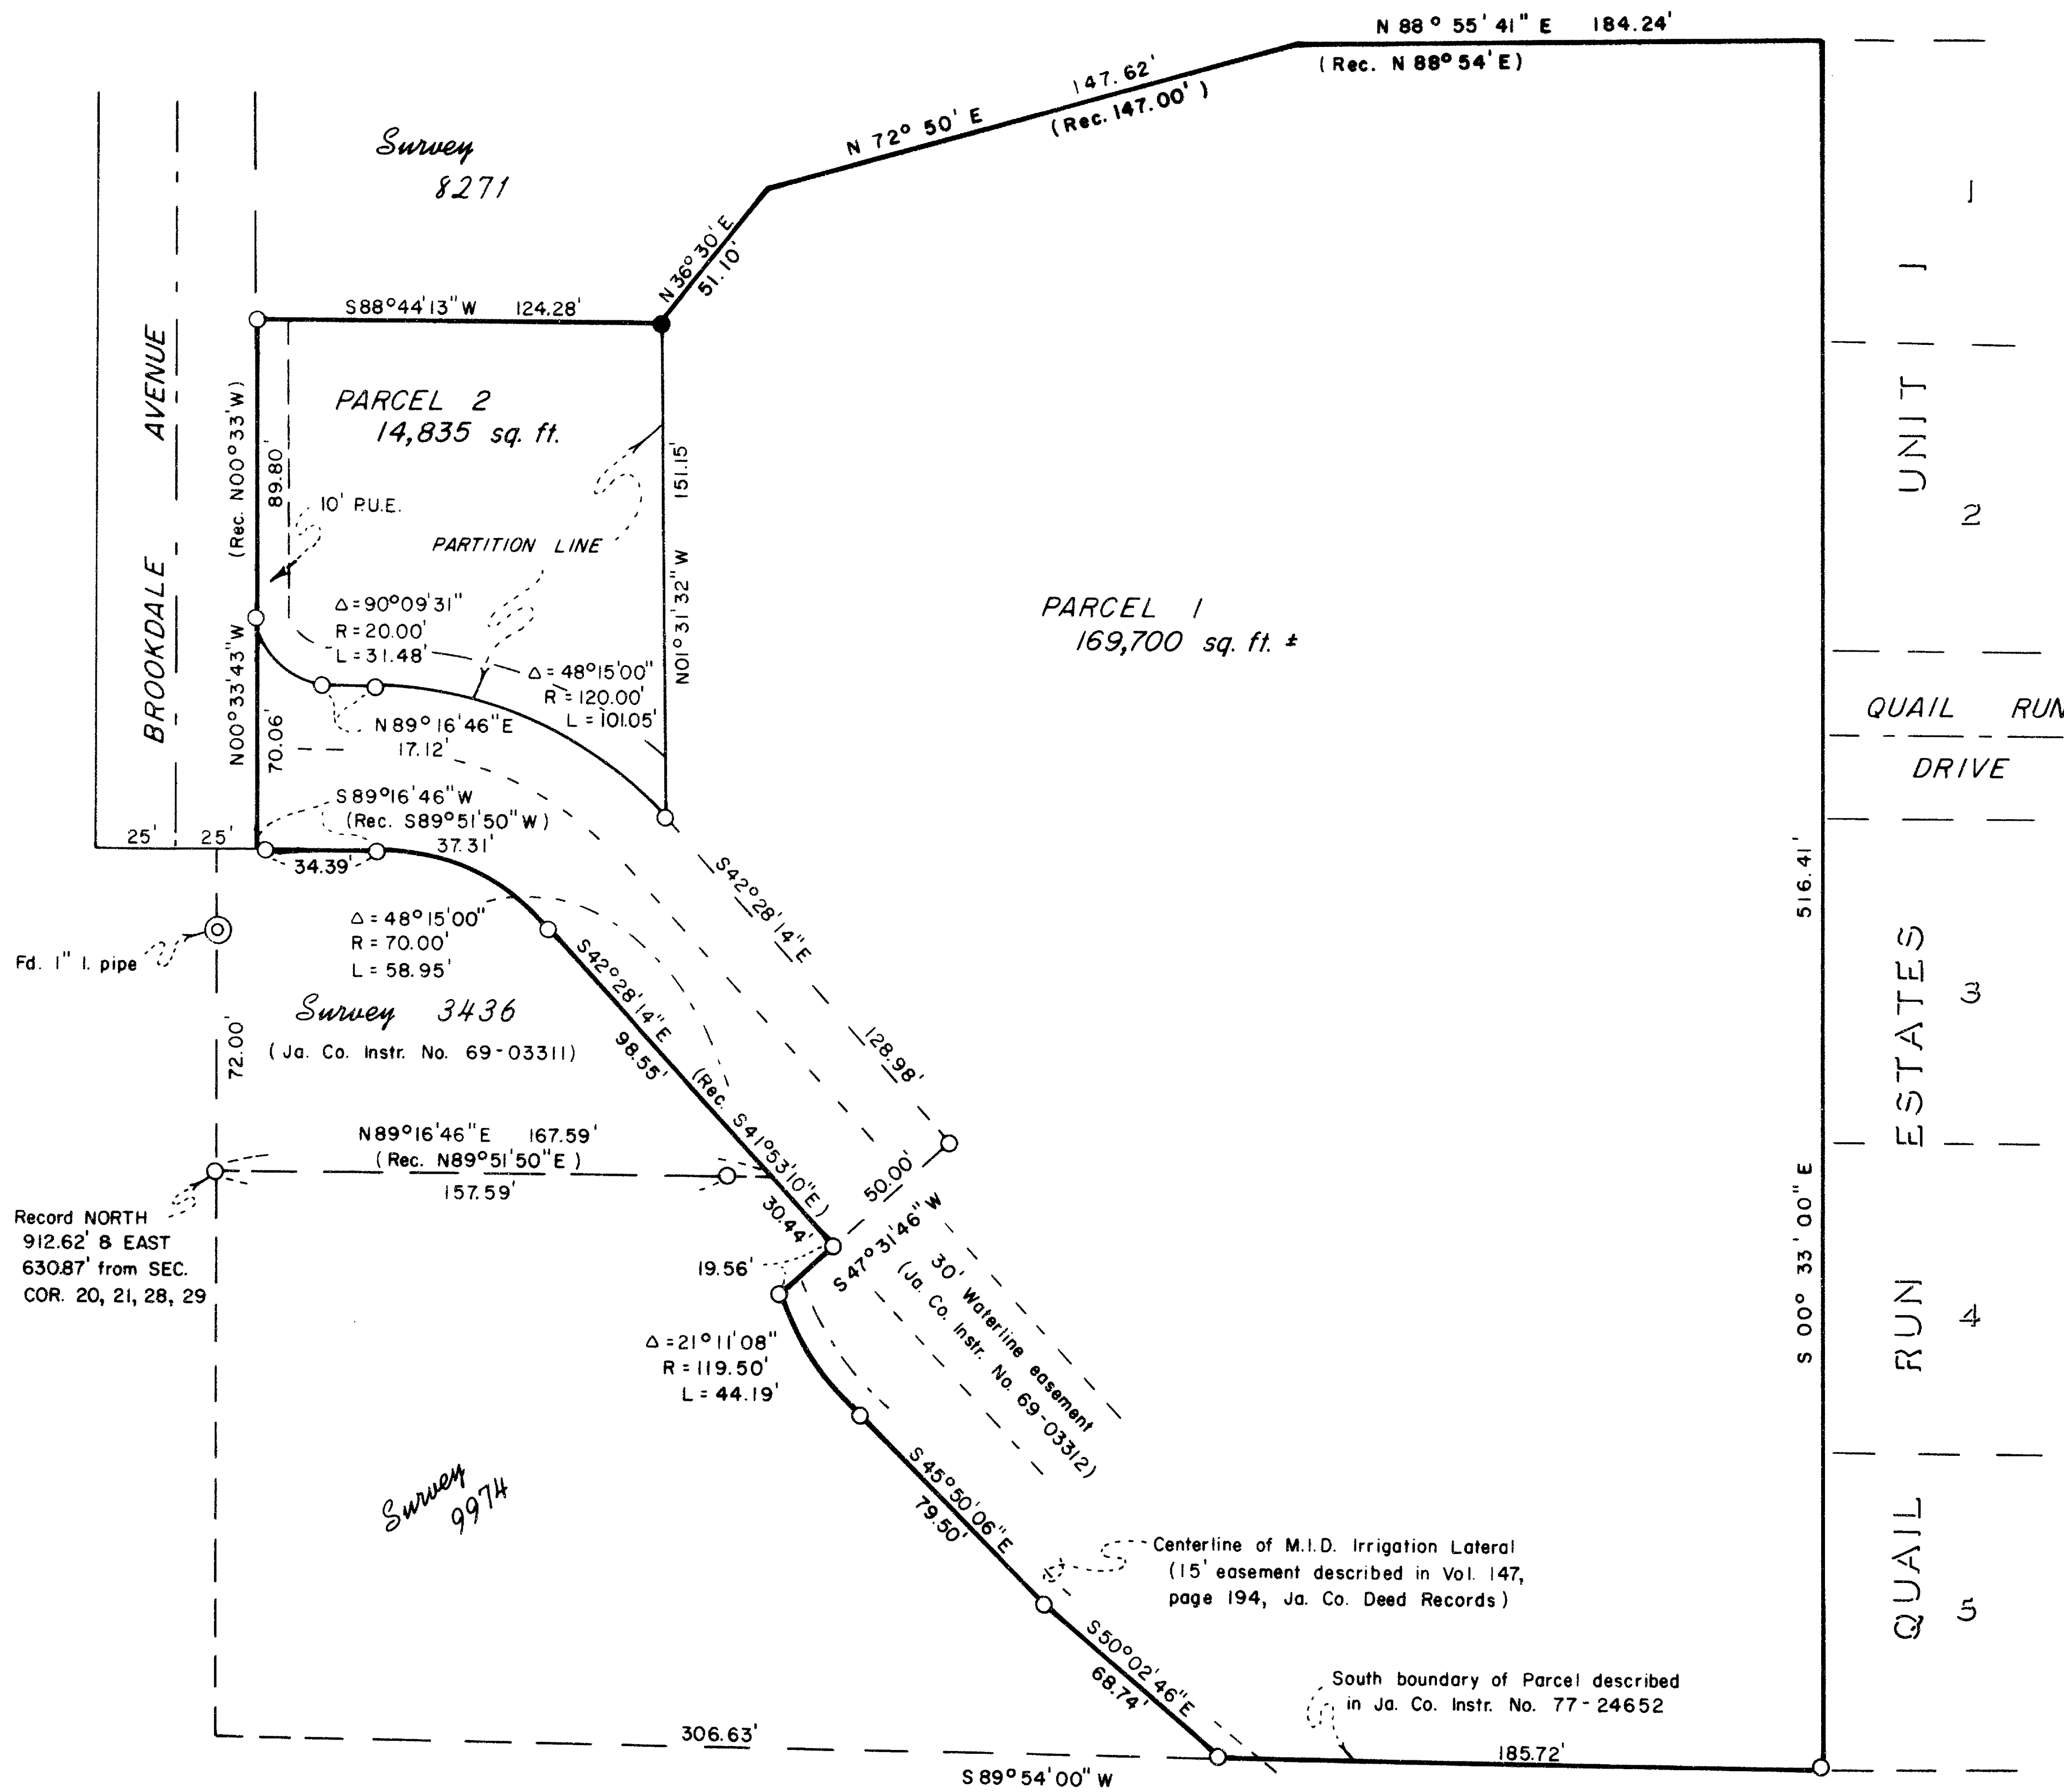 N 88° 55' 41" E 184.24'
(Rec. N 88° 54' E)
147.62'
N 72° 50' E
(Rec. 147.00')
Survey
8271
N 36° 30' E
51.10'
S 88° 44' 13" W 124.28'
PARCEL 2
14,835 sq. ft.
(Rec. N00° 33' W)
89.80'
151.15'
10' P.U.E.
PARTITION LINE
N01° 31' 32" W
BROOKDALE AVENUE
Δ = 90° 09' 31"
R = 20.00'
L = 31.48'
Δ = 48° 15' 00"
R = 120.00'
L = 101.05'
N00° 33' 43" W
70.06'
N 89° 16' 46" E
17.12'
S 89° 16' 46" W
(Rec. S89° 51' 50" W)
37.31'
34.39'
25' 25'
PARCEL 1
169,700 sq. ft. ±
1
2
QUAIL RUN
DRIVE
3
4
5
QUAIL RUN ESTATES UNIT 1
516.41'
S 00° 33' 00" E
S 42° 28' 14" E
128.98'
Fd. 1" I. pipe
Δ = 48° 15' 00"
R = 70.00'
L = 58.95'
Survey 3436
(Ja. Co. Instr. No. 69-03311)
72.00'
S 42° 28' 14" E
98.55'
(Rec. S 41° 53' 10" E)
N 89° 16' 46" E 167.59'
(Rec. N89° 51' 50" E)
157.59'
30.44'
50.00'
S 47° 31' 46" W
19.56'
Record NORTH
912.62' & EAST
630.87' from SEC.
COR. 20, 21, 28, 29
30' Waterline easement
(Ja. Co. Instr. No. 69-03312)
Δ = 21° 11' 08"
R = 119.50'
L = 44.19'
Survey
9974
S 45° 50' 06" E
79.50'
Centerline of M.I.D. Irrigation Lateral
(15' easement described in Vol. 147,
page 194, Ja. Co. Deed Records)
S 50° 02' 46" E
68.74'
South boundary of Parcel described
in Ja. Co. Instr. No. 77-24652
306.63'
185.72'
S 89° 54' 00" W